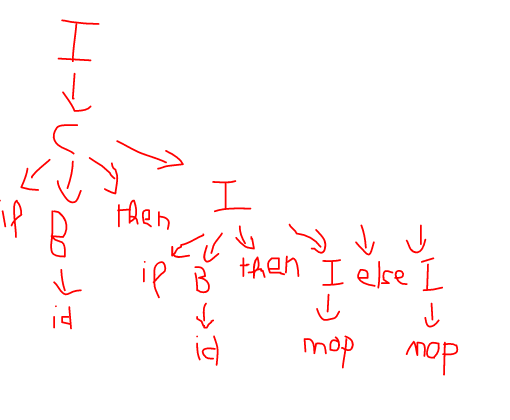 I
C
if B then I
id
if B then I else I
id nop nop